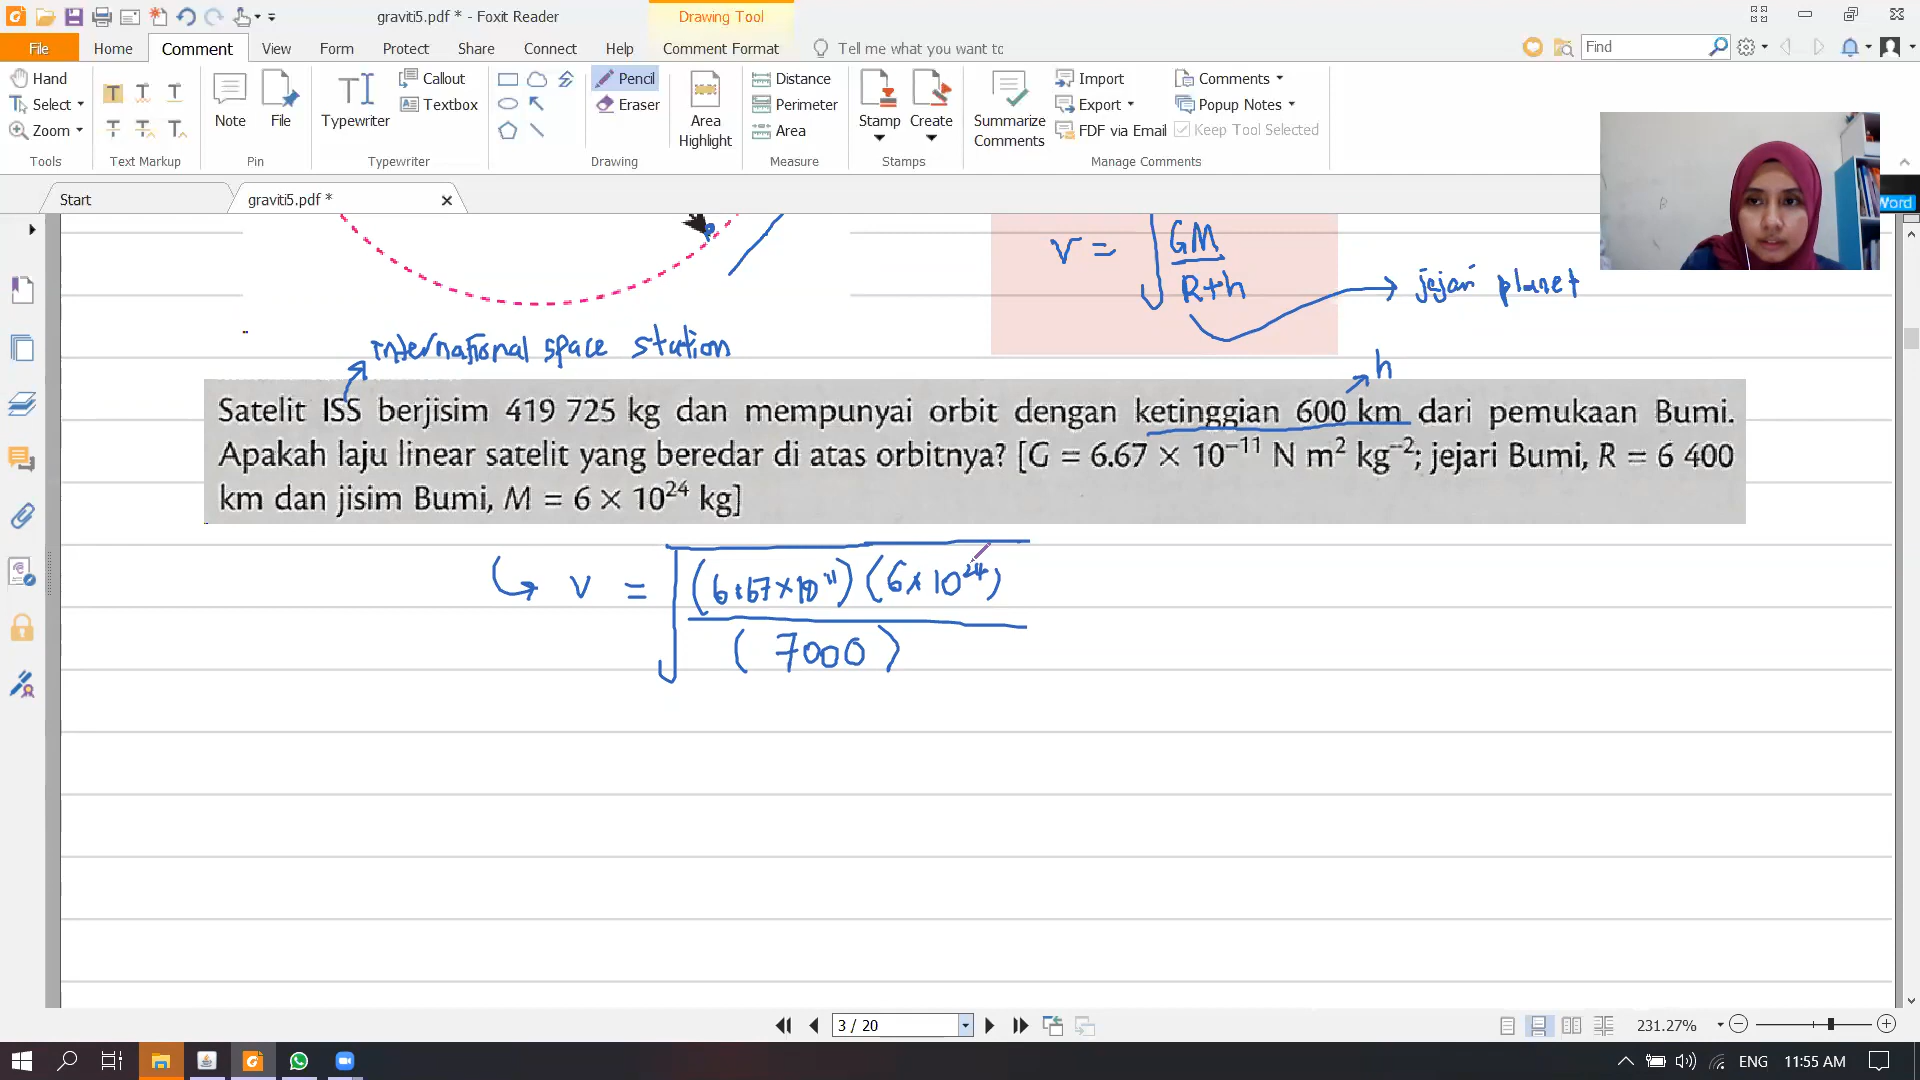 graviti5.pdf * - Foxit Reader
Drawing Tool
File Home Comment View Form Protect Share Connect Help Comment Format Tell me what you want to Find
Hand
Select
Zoom
Tools
Text Markup
Note
File
Pin
Typewriter
Callout
Textbox
Typewriter
Pencil
Eraser
Drawing
Area
Highlight
Distance
Perimeter
Area
Measure
Stamp
Create
Stamps
Summarize
Comments
Import
Export
FDF via Email
Comments
Popup Notes
Keep Tool Selected
Manage Comments
Word
Start
graviti5.pdf *
v = √ GM / R+h
jejari planet
international space station
h
Satelit ISS berjisim 419 725 kg dan mempunyai orbit dengan ketinggian 600 km dari pemukaan Bumi.
Apakah laju linear satelit yang beredar di atas orbitnya? [G = 6.67 × 10⁻¹¹ N m² kg⁻²; jejari Bumi, R = 6 400
km dan jisim Bumi, M = 6 × 10²⁴ kg]
v = √ (6.67 × 10¹¹) (6 × 10²⁴)
( 7000 )
3 / 20
231.27%
ENG 11:55 AM